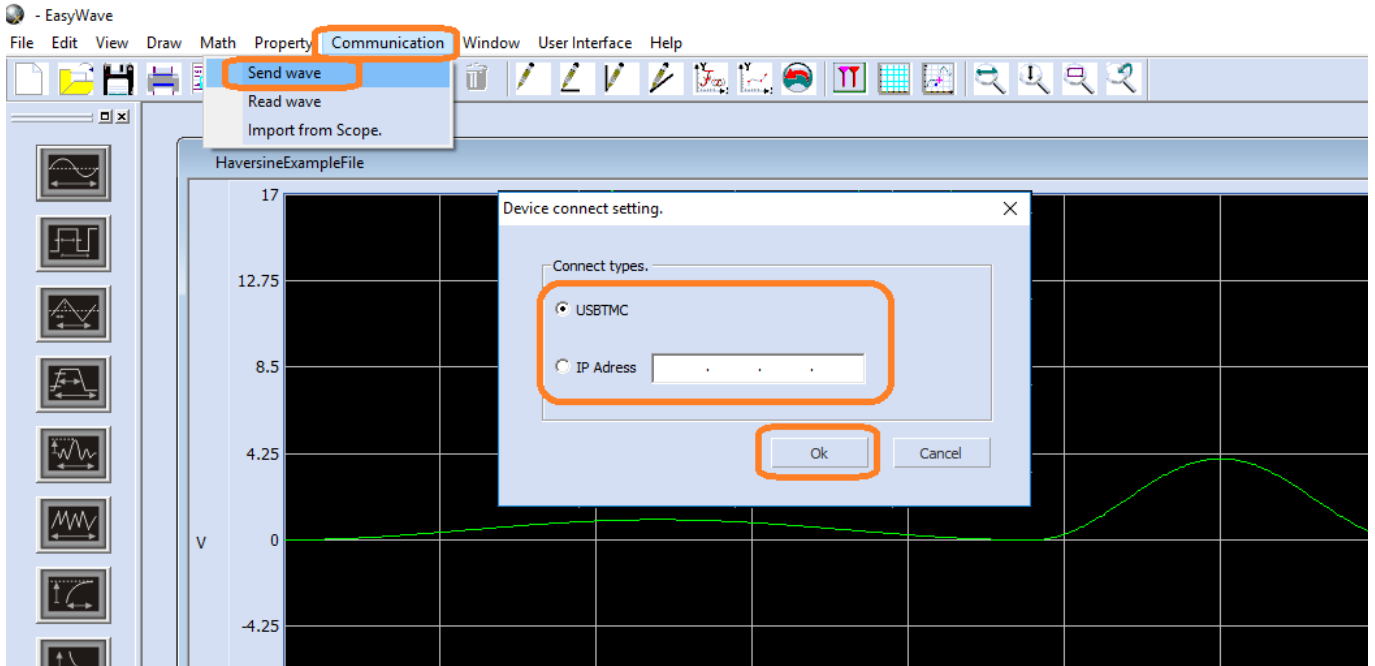 - EasyWave
File Edit View Draw Math Property Communication Window User Interface Help
Send wave
Read wave
Import from Scope.
HaversineExampleFile
17
Device connect setting.
Connect types.
12.75
USBTMC
8.5
IP Adress . . .
4.25
Ok Cancel
V 0
-4.25